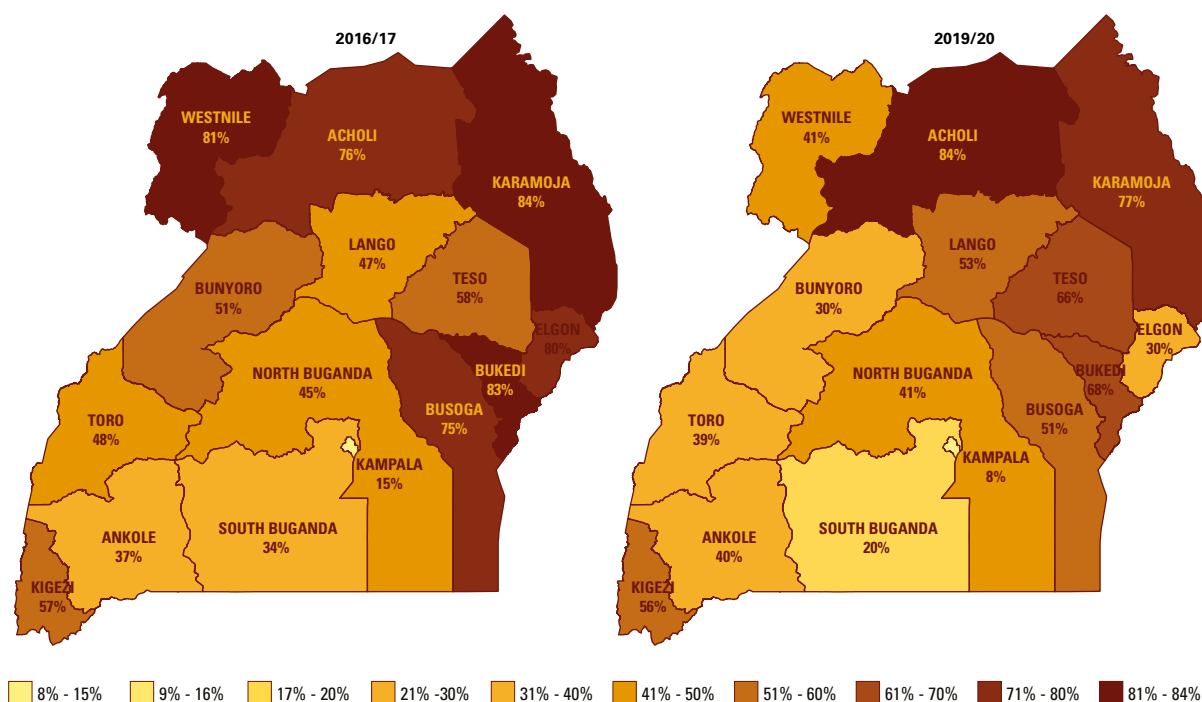 2016/17
WESTNILE
81%
ACHOLI
76%
KARAMOJA
84%
LANGO
47%
TESO
58%
BUNYORO
51%
ELGON
80%
BUKEDI
83%
NORTH BUGANDA
45%
BUSOGA
75%
TORO
48%
KAMPALA
15%
SOUTH BUGANDA
34%
ANKOLE
37%
KIGEZI
57%
2019/20
WESTNILE
41%
ACHOLI
84%
KARAMOJA
77%
LANGO
53%
TESO
66%
BUNYORO
30%
ELGON
30%
BUKEDI
68%
NORTH BUGANDA
41%
BUSOGA
51%
TORO
39%
KAMPALA
8%
SOUTH BUGANDA
20%
ANKOLE
40%
KIGEZI
56%
8% - 15%
9% - 16%
17% - 20%
21% -30%
31% - 40%
41% - 50%
51% - 60%
61% - 70%
71% - 80%
81% - 84%